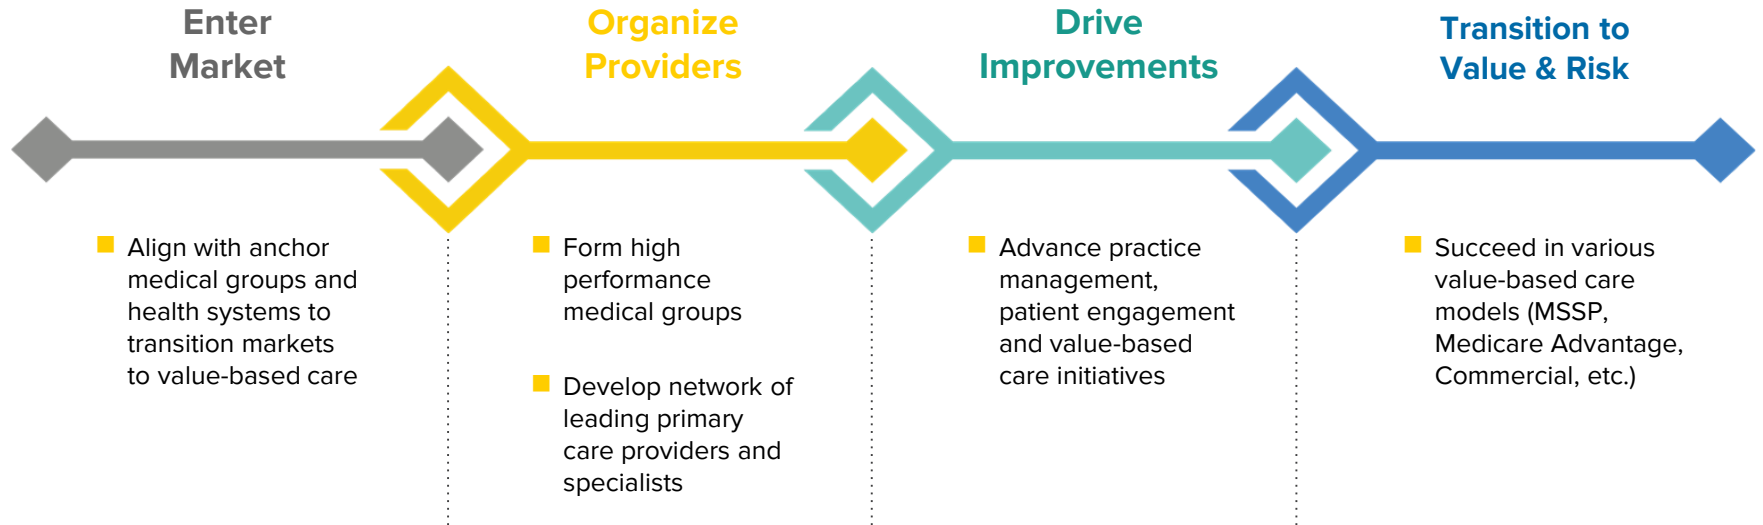 Enter
Market
Organize
Providers
Drive
Improvements
Transition to
Value & Risk
Align with anchor
medical groups and
health systems to
transition markets
to value-based care
Form high
performance
medical groups
Develop network of
leading primary
care providers and
specialists
Advance practice
management,
patient engagement
and value-based
care initiatives
Succeed in various
value-based care
models (MSSP,
Medicare Advantage,
Commercial, etc.)